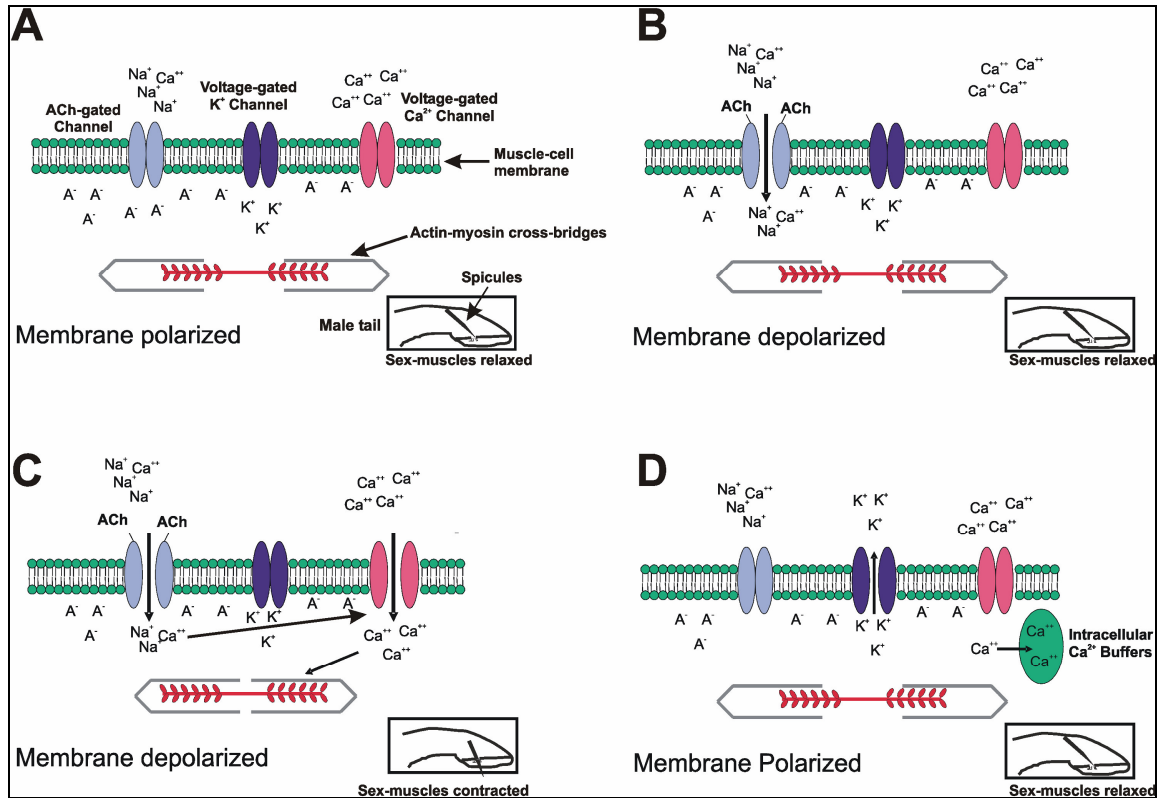 A
Na⁺ Ca⁺⁺
Na⁺
Na⁺
ACh-gated
Channel
Voltage-gated
K⁺ Channel
Ca⁺⁺ Ca⁺⁺
Ca⁺⁺ Ca⁺⁺
Voltage-gated
Ca²⁺ Channel
Muscle-cell
membrane
A⁻ A⁻ A⁻ A⁻ A⁻ A⁻ A⁻
A⁻
K⁺ K⁺
K⁺
Actin-myosin cross-bridges
Spicules
Male tail
Membrane polarized
Sex-muscles relaxed
B
Na⁺ Ca⁺⁺
Na⁺
Na⁺
Ca⁺⁺ Ca⁺⁺
Ca⁺⁺ Ca⁺⁺
ACh ACh
A⁻ A⁻ A⁻ A⁻ A⁻ A⁻
A⁻
Na⁺ Ca⁺⁺
Na⁺
K⁺ K⁺
K⁺
Membrane depolarized
Sex-muscles relaxed
C
Na⁺ Ca⁺⁺
Na⁺
Na⁺
Ca⁺⁺ Ca⁺⁺
Ca⁺⁺ Ca⁺⁺
ACh ACh
A⁻ A⁻ A⁻ A⁻ A⁻ A⁻
A⁻
Na⁺ Ca⁺⁺
Na⁺
K⁺ K⁺
K⁺
Ca⁺⁺ Ca⁺⁺
Ca⁺⁺
Membrane depolarized
Sex-muscles contracted
D
Na⁺ Ca⁺⁺
Na⁺
Na⁺
K⁺ K⁺
K⁺
Ca⁺⁺ Ca⁺⁺
Ca⁺⁺ Ca⁺⁺
A⁻ A⁻ A⁻ A⁻ A⁻ A⁻
A⁻
K⁺ K⁺
K⁺
Ca⁺⁺
Ca⁺⁺
Ca⁺⁺
Intracellular
Ca²⁺ Buffers
Membrane Polarized
Sex-muscles relaxed